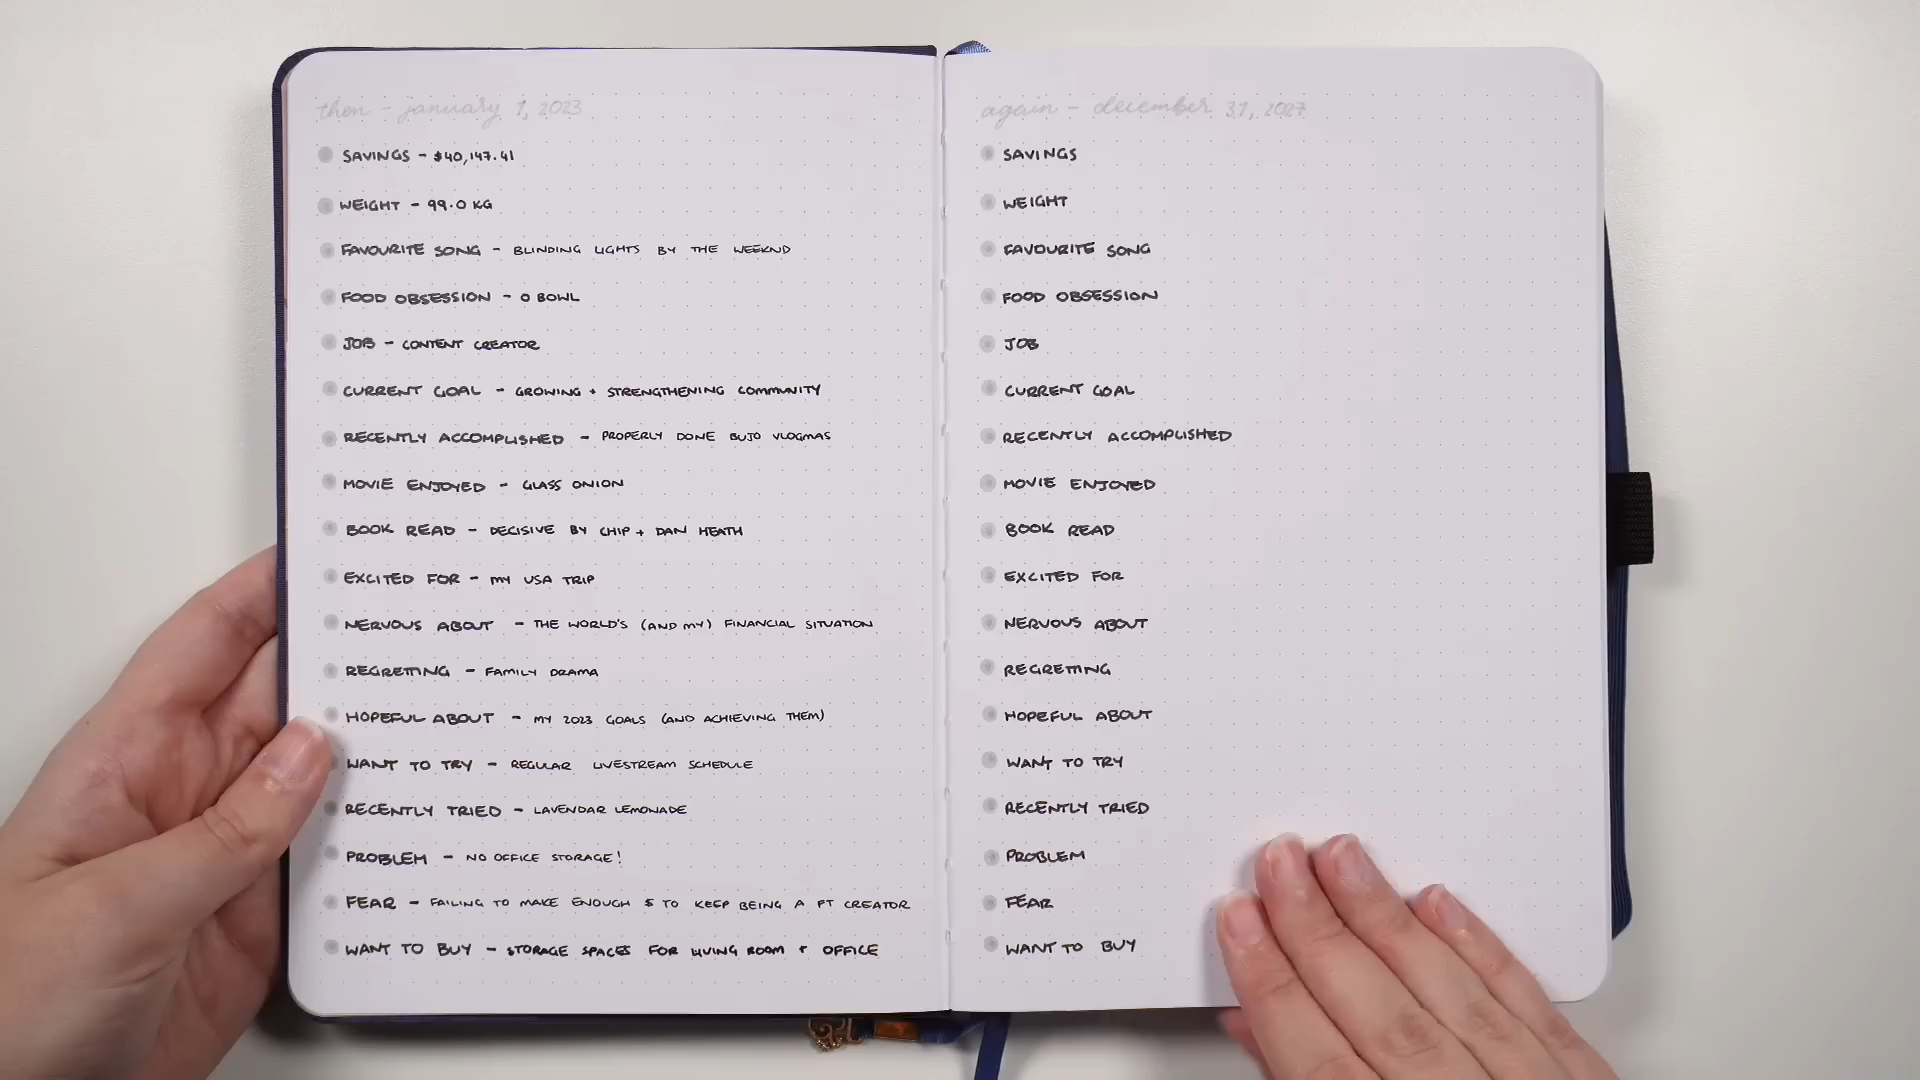 then - january 1, 2023
SAVINGS - $40,147.41
WEIGHT - 99.0 KG
FAVOURITE SONG - BLINDING LIGHTS BY THE WEEKND
FOOD OBSESSION - O BOWL
JOB - CONTENT CREATOR
CURRENT GOAL - GROWING + STRENGTHENING COMMUNITY
RECENTLY ACCOMPLISHED - PROPERLY DONE BUJO VLOGMAS
MOVIE ENJOYED - GLASS ONION
BOOK READ - DECISIVE BY CHIP + DAN HEATH
EXCITED FOR - MY USA TRIP
NERVOUS ABOUT - THE WORLD'S (AND MY) FINANCIAL SITUATION
REGRETTING - FAMILY DRAMA
HOPEFUL ABOUT - MY 2023 GOALS (AND ACHIEVING THEM)
WANT TO TRY - REGULAR LIVESTREAM SCHEDULE
RECENTLY TRIED - LAVENDAR LEMONADE
PROBLEM - NO OFFICE STORAGE!
FEAR - FAILING TO MAKE ENOUGH $ TO KEEP BEING A FT CREATOR
WANT TO BUY - STORAGE SPACES FOR LIVING ROOM + OFFICE
again - december 31, 2027
SAVINGS
WEIGHT
FAVOURITE SONG
FOOD OBSESSION
JOB
CURRENT GOAL
RECENTLY ACCOMPLISHED
MOVIE ENJOYED
BOOK READ
EXCITED FOR
NERVOUS ABOUT
REGRETTING
HOPEFUL ABOUT
WANT TO TRY
RECENTLY TRIED
PROBLEM
FEAR
WANT TO BUY